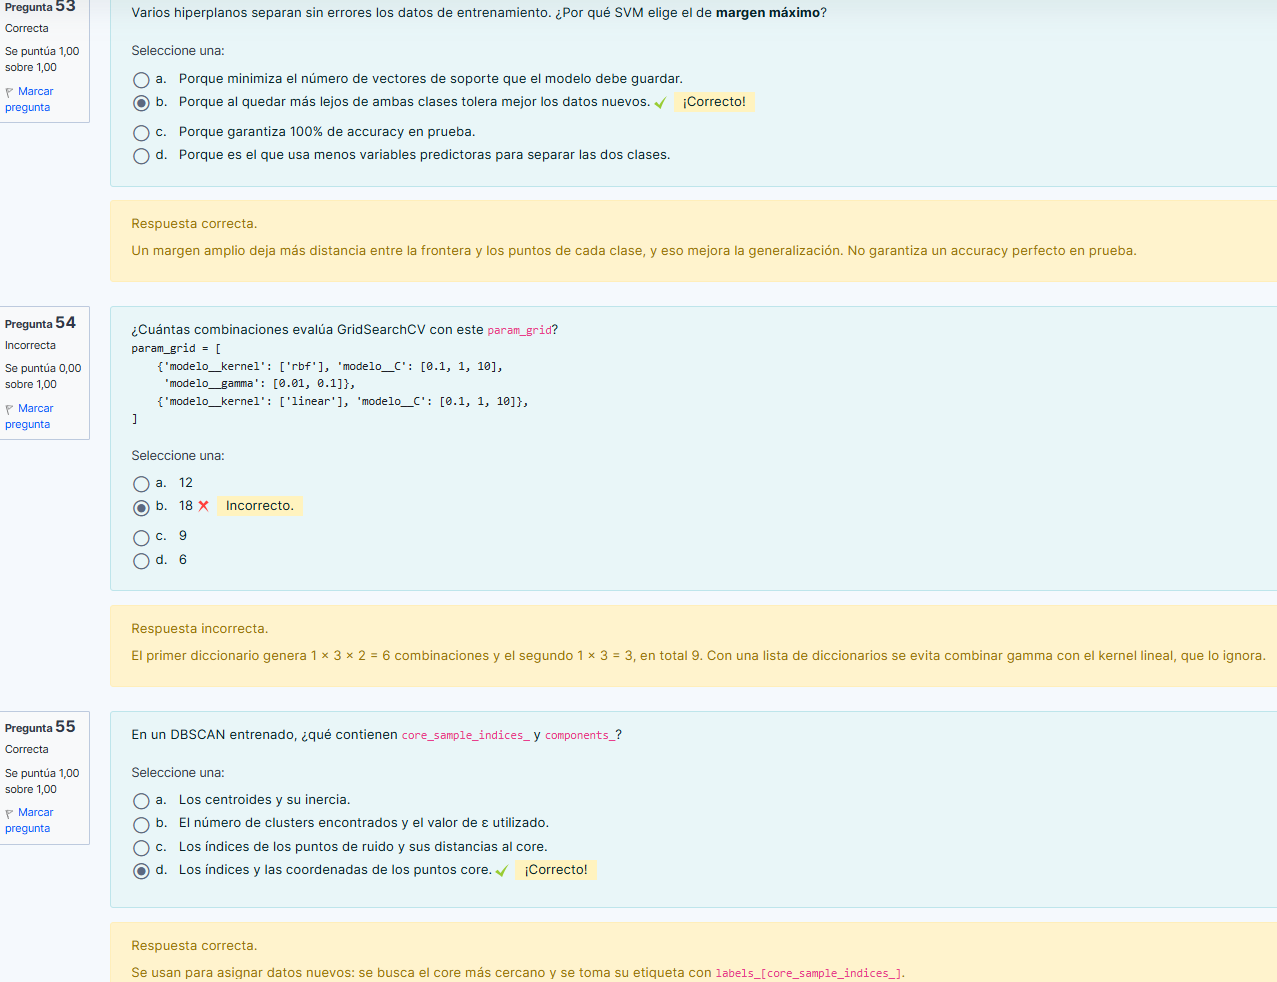 Pregunta 53
Correcta
Se puntúa 1,00
sobre 1,00
Marcar
pregunta
Varios hiperplanos separan sin errores los datos de entrenamiento. ¿Por qué SVM elige el de margen máximo?
Seleccione una:
a. Porque minimiza el número de vectores de soporte que el modelo debe guardar.
b. Porque al quedar más lejos de ambas clases tolera mejor los datos nuevos. ¡Correcto!
c. Porque garantiza 100% de accuracy en prueba.
d. Porque es el que usa menos variables predictoras para separar las dos clases.
Respuesta correcta.
Un margen amplio deja más distancia entre la frontera y los puntos de cada clase, y eso mejora la generalización. No garantiza un accuracy perfecto en prueba.
Pregunta 54
Incorrecta
Se puntúa 0,00
sobre 1,00
Marcar
pregunta
¿Cuántas combinaciones evalúa GridSearchCV con este param_grid?
param_grid = [
    {'modelo__kernel': ['rbf'], 'modelo__C': [0.1, 1, 10],
     'modelo__gamma': [0.01, 0.1]},
    {'modelo__kernel': ['linear'], 'modelo__C': [0.1, 1, 10]},
]
Seleccione una:
a. 12
b. 18 Incorrecto.
c. 9
d. 6
Respuesta incorrecta.
El primer diccionario genera 1 × 3 × 2 = 6 combinaciones y el segundo 1 × 3 = 3, en total 9. Con una lista de diccionarios se evita combinar gamma con el kernel lineal, que lo ignora.
Pregunta 55
Correcta
Se puntúa 1,00
sobre 1,00
Marcar
pregunta
En un DBSCAN entrenado, ¿qué contienen core_sample_indices_ y components_?
Seleccione una:
a. Los centroides y su inercia.
b. El número de clusters encontrados y el valor de ε utilizado.
c. Los índices de los puntos de ruido y sus distancias al core.
d. Los índices y las coordenadas de los puntos core. ¡Correcto!
Respuesta correcta.
Se usan para asignar datos nuevos: se busca el core más cercano y se toma su etiqueta con labels_[core_sample_indices_].